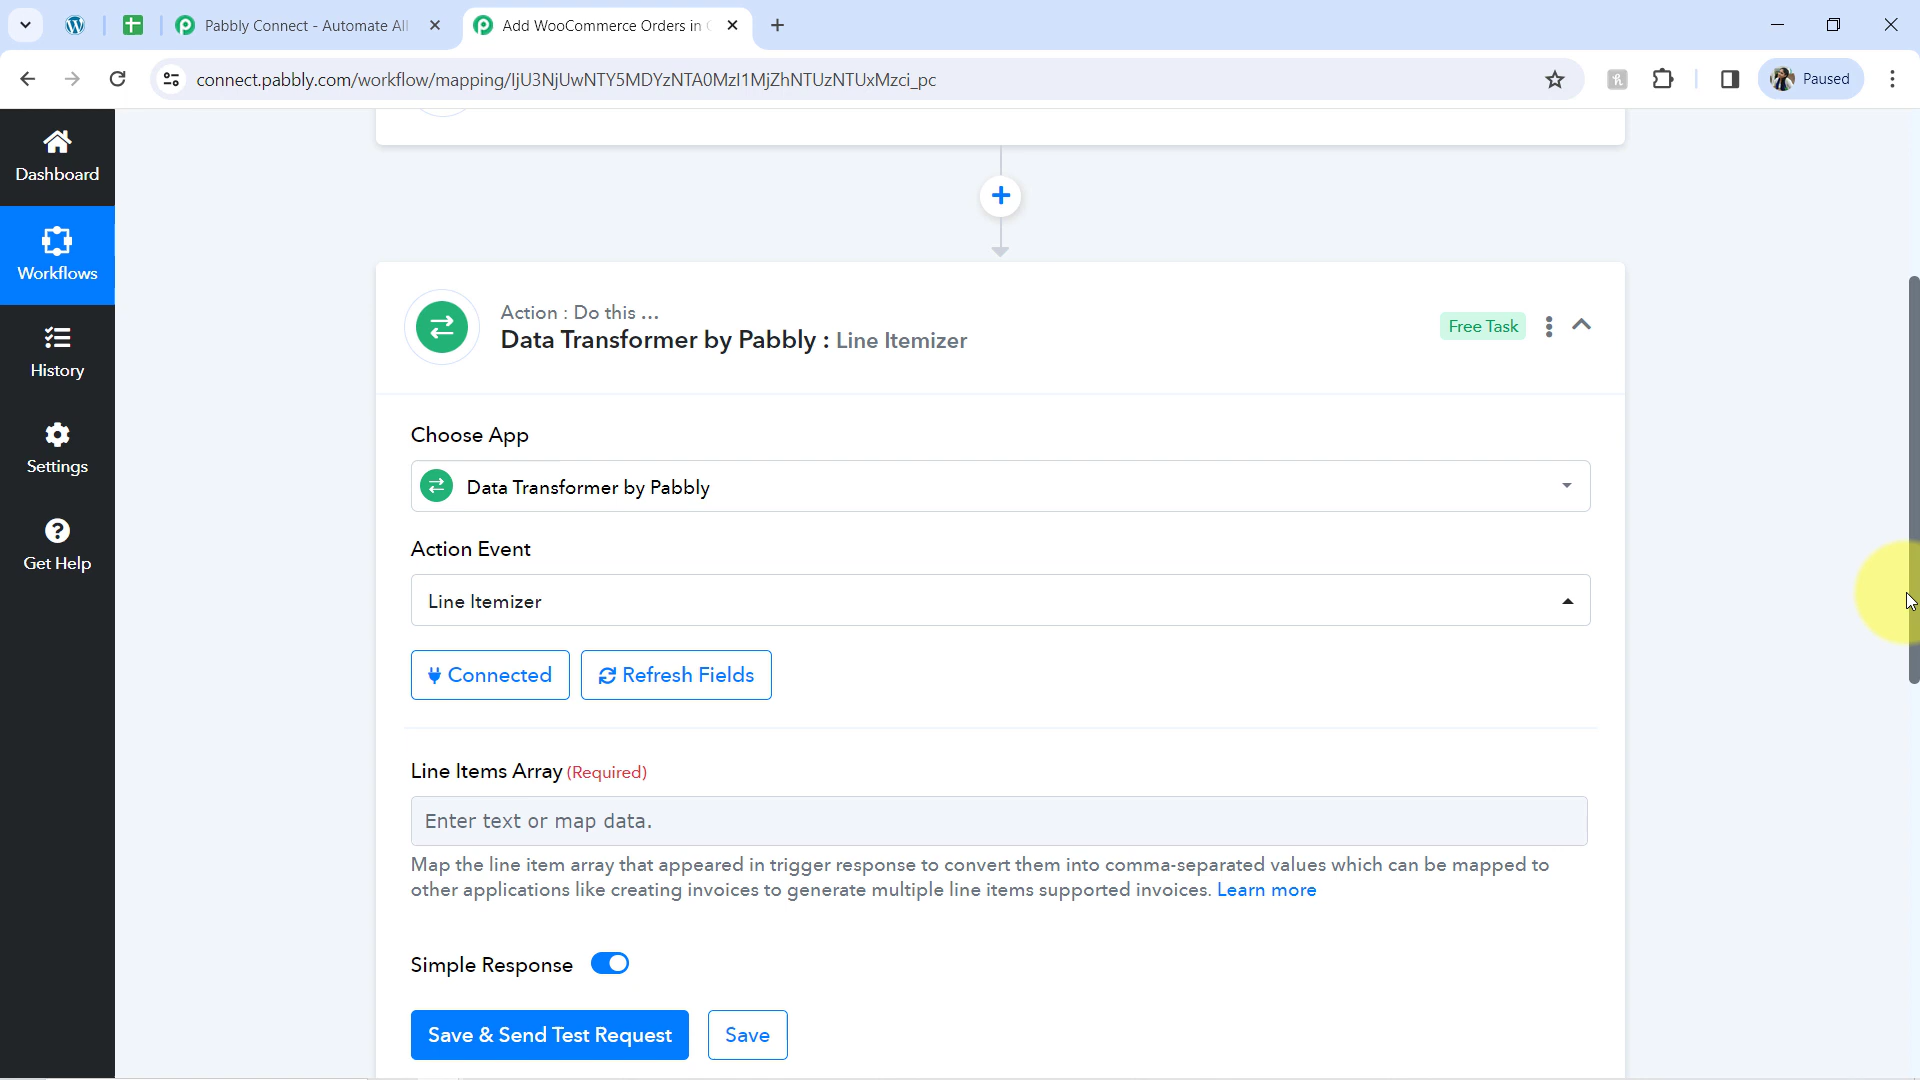 Pabbly Connect - Automate All
Add WooCommerce Orders in
connect.pabbly.com/workflow/mapping/IjU3NjUwNTY5MDYzNTA0MzI1MjZhNTUzNTUxMzci_pc
Paused
Dashboard
Workflows
History
Settings
Get Help
Action : Do this ...
Data Transformer by Pabbly : Line Itemizer
Free Task
Choose App
Data Transformer by Pabbly
Action Event
Line Itemizer
Connected
Refresh Fields
Line Items Array (Required)
Enter text or map data.
Map the line item array that appeared in trigger response to convert them into comma-separated values which can be mapped to
other applications like creating invoices to generate multiple line items supported invoices. Learn more
Simple Response
Save & Send Test Request
Save